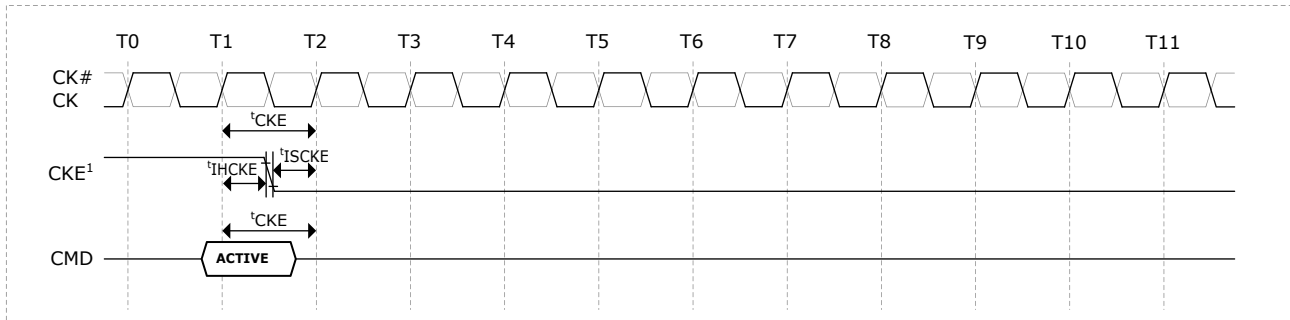 T0 T1 T2 T3 T4 T5 T6 T7 T8 T9 T10 T11
CK#
CK
tCKE
tISCKE
CKE1
tIHCKE
tCKE
CMD
ACTIVE